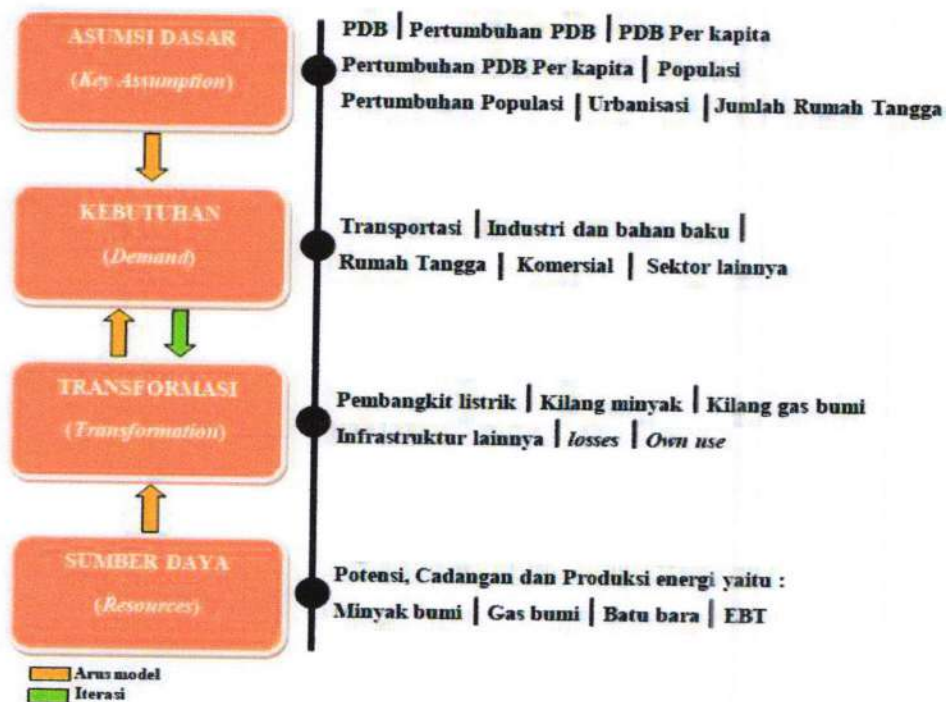 ASUMSI DASAR
(Key Assumption)
PDB | Pertumbuhan PDB | PDB Per kapita
Pertumbuhan PDB Per kapita | Populasi
Pertumbuhan Populasi | Urbanisasi | Jumlah Rumah Tangga
KEBUTUHAN
(Demand)
Transportasi | Industri dan bahan baku |
Rumah Tangga | Komersial | Sektor lainnya
TRANSFORMASI
(Transformation)
Pembangkit listrik | Kilang minyak | Kilang gas bumi
Infrastruktur lainnya | losses | Own use
SUMBER DAYA
(Resources)
Potensi, Cadangan dan Produksi energi yaitu :
Minyak bumi | Gas bumi | Batu bara | EBT
Arus model
Iterasi